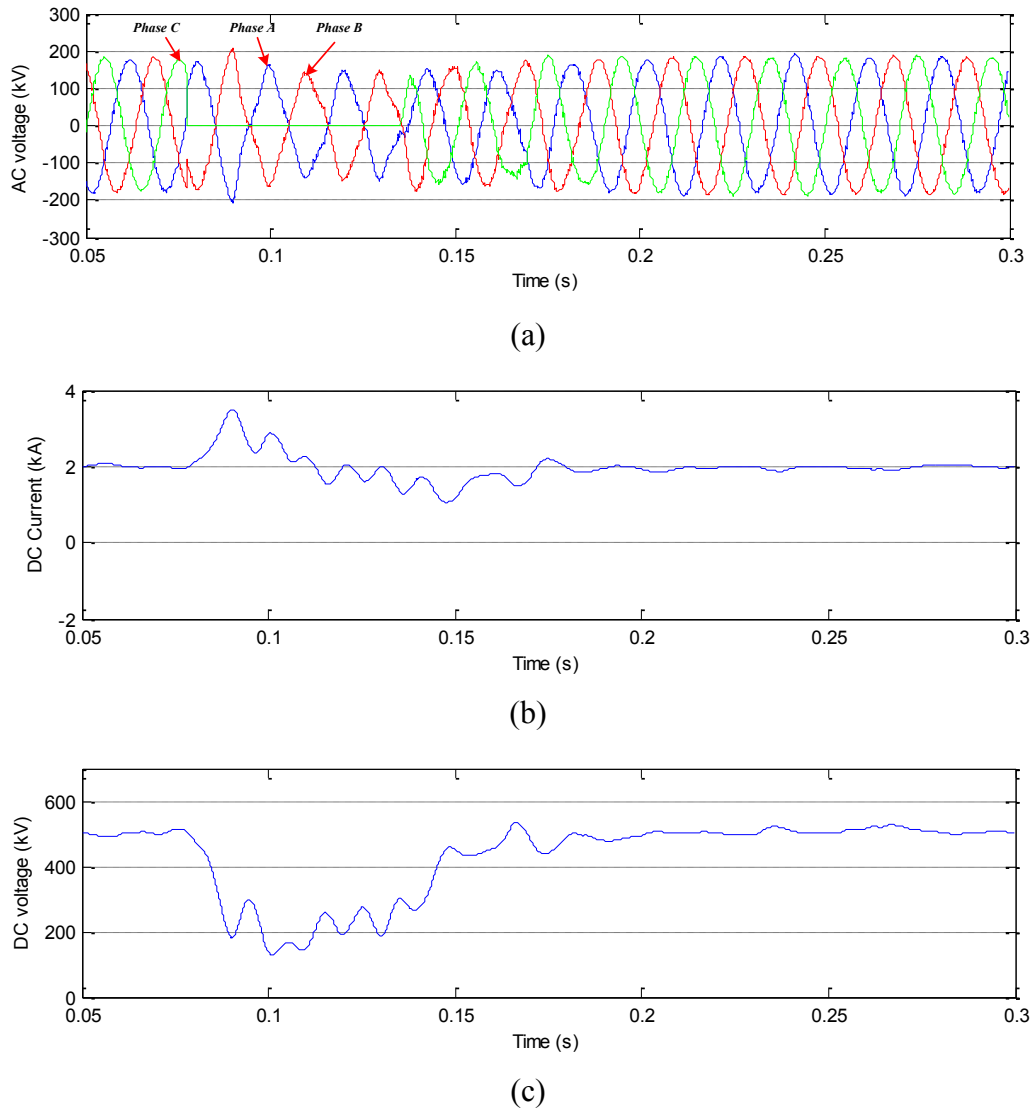 300
200
100
0
-100
-200
-300
AC voltage (kV)
Phase C
Phase A
Phase B
0.05 0.1 0.15 0.2 0.25 0.3
Time (s)
(a)
4
2
0
-2
DC Current (kA)
0.05 0.1 0.15 0.2 0.25 0.3
Time (s)
(b)
600
400
200
0
DC voltage (kV)
0.05 0.1 0.15 0.2 0.25 0.3
Time (s)
(c)